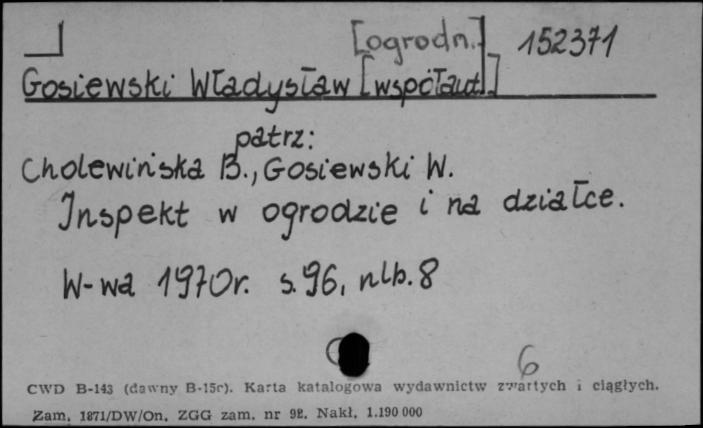 [ogrodn.] 152371
Gosiewski Władysław [współaut.]
patrz:
Cholewińska B., Gosiewski W.
Inspekt w ogrodzie i na działce.
W-wa 1970r. s. 96, nlb. 8
6
CWD B-143 (dawny B-15c). Karta katalogowa wydawnictw zwartych i ciągłych.
Zam. 1871/DW/On. ZGG zam. nr 92. Nakł. 1.190 000